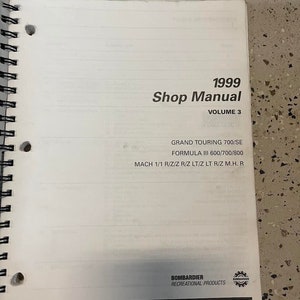 1999
Shop Manual
VOLUME 3
GRAND TOURING 700/SE
FORMULA III 600/700/800
MACH 1/1 R/Z/Z R/Z LT/Z LT R/Z M.H. R
BOMBARDIER
RECREATIONAL PRODUCTS